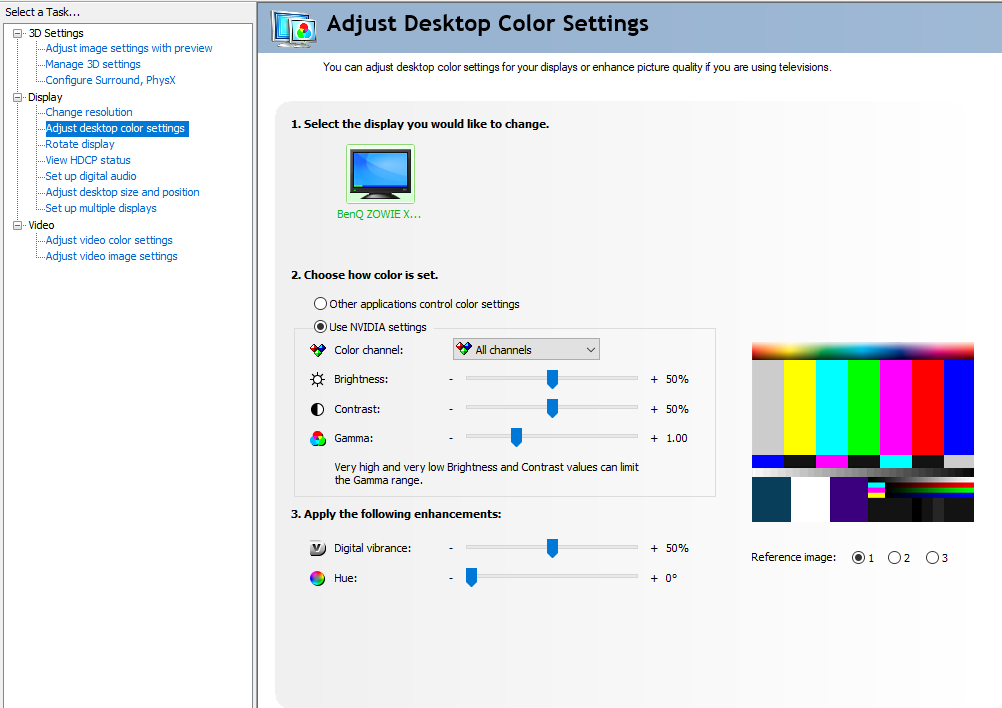 Select a Task...
3D Settings
Adjust image settings with preview
Manage 3D settings
Configure Surround, PhysX
Display
Change resolution
Adjust desktop color settings
Rotate display
View HDCP status
Set up digital audio
Adjust desktop size and position
Set up multiple displays
Video
Adjust video color settings
Adjust video image settings
Adjust Desktop Color Settings
You can adjust desktop color settings for your displays or enhance picture quality if you are using televisions.
1. Select the display you would like to change.
BenQ ZOWIE X...
2. Choose how color is set.
Other applications control color settings
Use NVIDIA settings
Color channel: All channels
Brightness: - + 50%
Contrast: - + 50%
Gamma: - + 1.00
Very high and very low Brightness and Contrast values can limit
the Gamma range.
3. Apply the following enhancements:
Digital vibrance: - + 50%
Hue: - + 0°
Reference image: 1 2 3